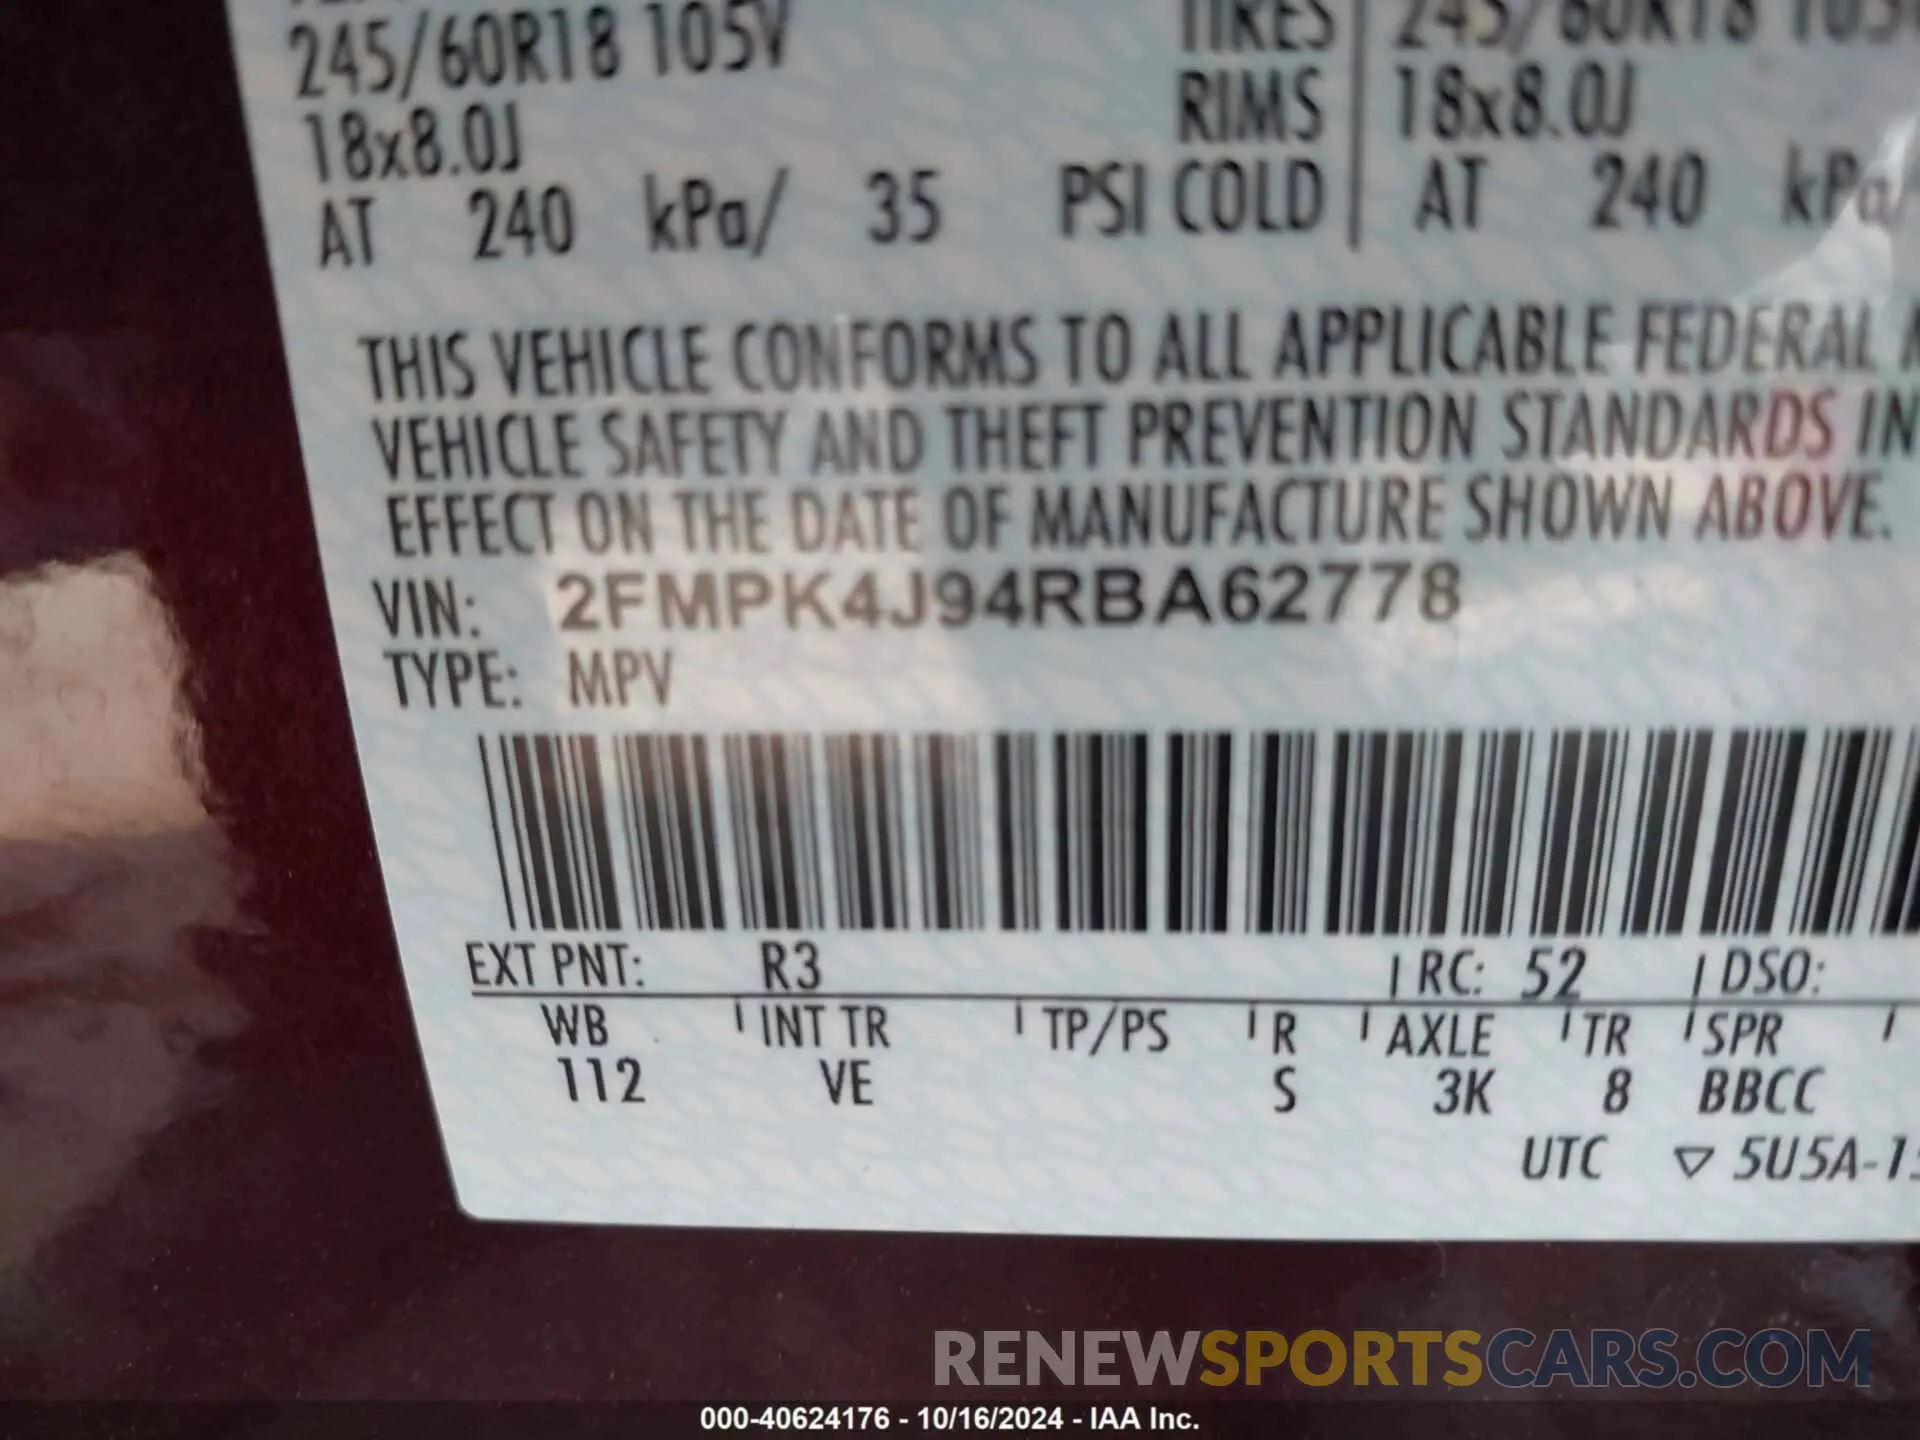 245/60R18 105V TIRES 245/60R18 105
18x8.0J RIMS 18x8.0J
AT 240 kPa/ 35 PSI COLD AT 240 kPa/
THIS VEHICLE CONFORMS TO ALL APPLICABLE FEDERAL
VEHICLE SAFETY AND THEFT PREVENTION STANDARDS IN
EFFECT ON THE DATE OF MANUFACTURE SHOWN ABOVE.
VIN: 2FMPK4J94RBA62778
TYPE: MPV
EXT PNT: R3 RC: 52 DSO:
WB INT TR TP/PS R AXLE TR SPR
112 VE S 3K 8 BBCC
UTC ▽ 5U5A-1
RENEWSPORTSCARS.COM
000-40624176 - 10/16/2024 - IAA Inc.